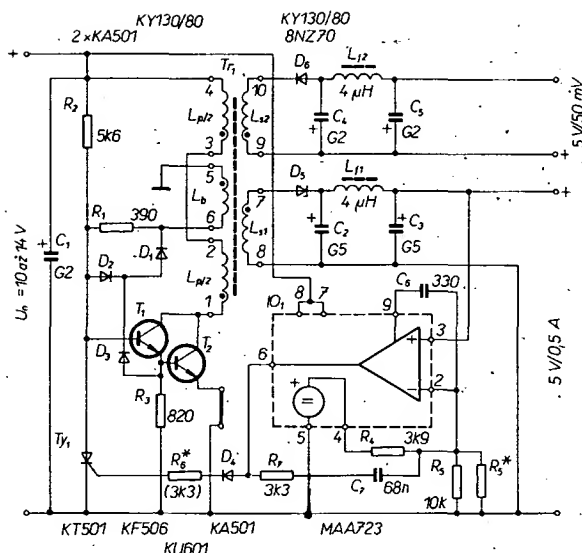 KY130/80
2×KA501
KY130/80
8NZ70
+
Tr₁
D₆
L₁₂
4 μH
4
10
R₂
5k6
Lp/2
Ls2
C₄
G2
+
C₅
G2
+
5V/50 mV
3
9
+
5
D₅
L₁₁
4 μH
+
R₁
390
Lb
7
6
Ls1
C₂
G5
+
C₃
G5
+
2
8
C₁
G2
+
D₂
D₁
Lp/2
Uₙ = 10 až 14 V
C₆
330
8
7
9
IO₁
1
T₁
T₂
D₃
6
+
3
−
2
5V/0,5 A
+
=
R₃
820
5
4
R₄
3k9
Ty₁
R₆*
(3k3)
D₄
R₇
3k3
C₇
68n
R₅
10k
R₅*
KT501
KF506
KU601
KA501
MAA723